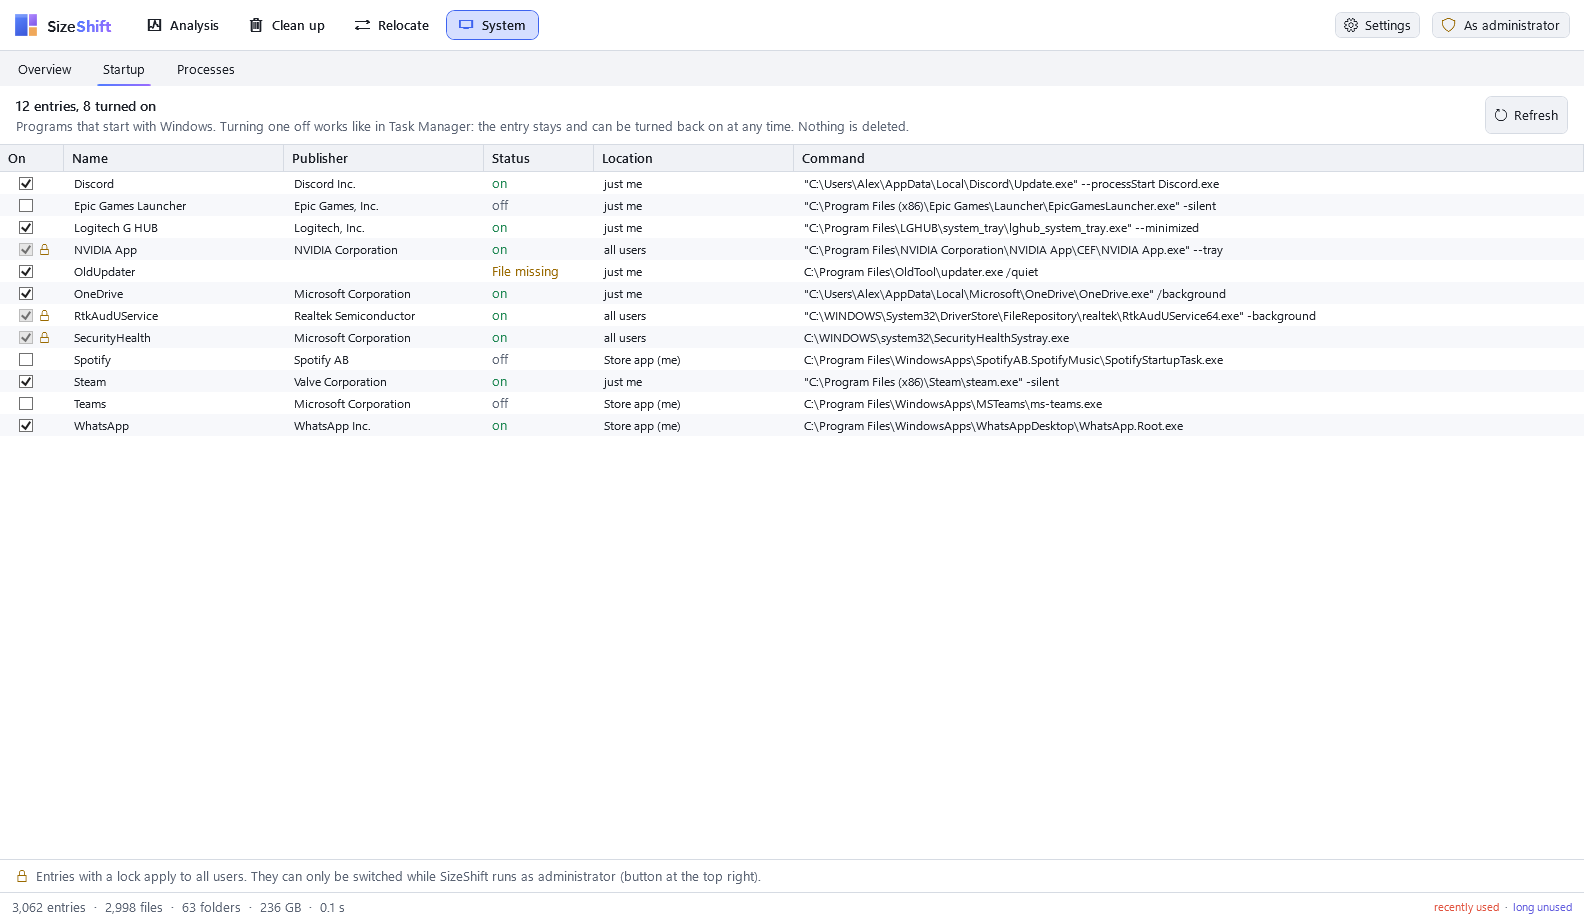 SizeShift Analysis Clean up Relocate System Settings As administrator
Overview Startup Processes
12 entries, 8 turned on
Programs that start with Windows. Turning one off works like in Task Manager: the entry stays and can be turned back on at any time. Nothing is deleted.
Refresh
On Name Publisher Status Location Command
Discord Discord Inc. on just me "C:\Users\Alex\AppData\Local\Discord\Update.exe" --processStart Discord.exe
Epic Games Launcher Epic Games, Inc. off just me "C:\Program Files (x86)\Epic Games\Launcher\EpicGamesLauncher.exe" -silent
Logitech G HUB Logitech, Inc. on just me "C:\Program Files\LGHUB\system_tray\lghub_system_tray.exe" --minimized
NVIDIA App NVIDIA Corporation on all users "C:\Program Files\NVIDIA Corporation\NVIDIA App\CEF\NVIDIA App.exe" --tray
OldUpdater File missing just me C:\Program Files\OldTool\updater.exe /quiet
OneDrive Microsoft Corporation on just me "C:\Users\Alex\AppData\Local\Microsoft\OneDrive\OneDrive.exe" /background
RtkAudUService Realtek Semiconductor on all users "C:\WINDOWS\System32\DriverStore\FileRepository\realtek\RtkAudUService64.exe" -background
SecurityHealth Microsoft Corporation on all users C:\WINDOWS\system32\SecurityHealthSystray.exe
Spotify Spotify AB off Store app (me) C:\Program Files\WindowsApps\SpotifyAB.SpotifyMusic\SpotifyStartupTask.exe
Steam Valve Corporation on just me "C:\Program Files (x86)\Steam\steam.exe" -silent
Teams Microsoft Corporation off Store app (me) C:\Program Files\WindowsApps\MSTeams\ms-teams.exe
WhatsApp WhatsApp Inc. on Store app (me) C:\Program Files\WindowsApps\WhatsAppDesktop\WhatsApp.Root.exe
Entries with a lock apply to all users. They can only be switched while SizeShift runs as administrator (button at the top right).
3,062 entries · 2,998 files · 63 folders · 236 GB · 0.1 s recently used · long unused